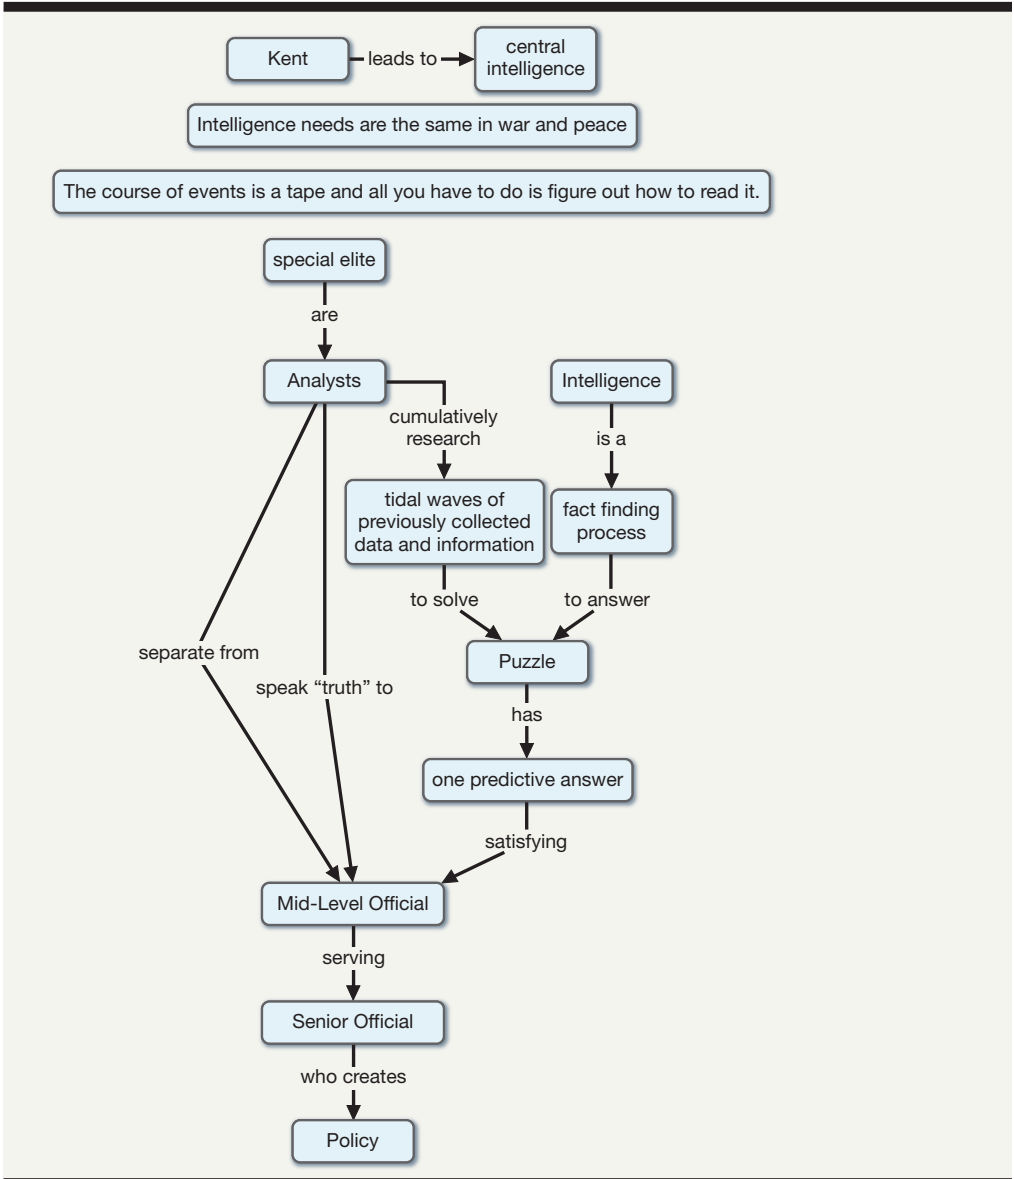 Kent
leads to
central
intelligence
Intelligence needs are the same in war and peace
The course of events is a tape and all you have to do is figure out how to read it.
special elite
are
Analysts
Intelligence
cumulatively
research
is a
tidal waves of
previously collected
data and information
fact finding
process
to solve
to answer
separate from
speak “truth” to
Puzzle
has
one predictive answer
satisfying
Mid-Level Official
serving
Senior Official
who creates
Policy